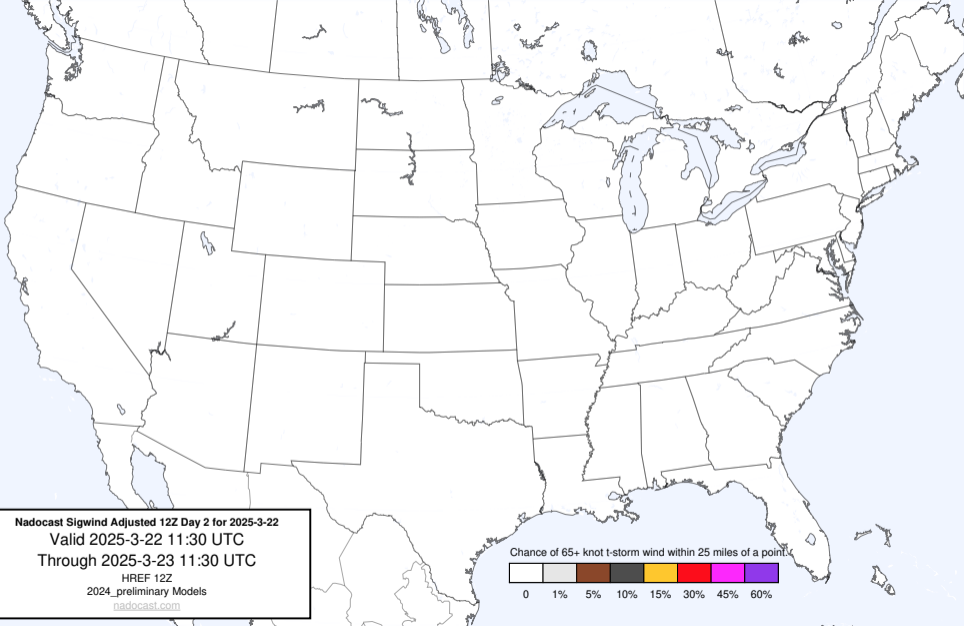 Nadocast Sigwind Adjusted 12Z Day 2 for 2025-3-22
Valid 2025-3-22 11:30 UTC
Through 2025-3-23 11:30 UTC
HREF 12Z
2024_preliminary Models
nadocast.com
Chance of 65+ knot t-storm wind within 25 miles of a point.
0 1% 5% 10% 15% 30% 45% 60%